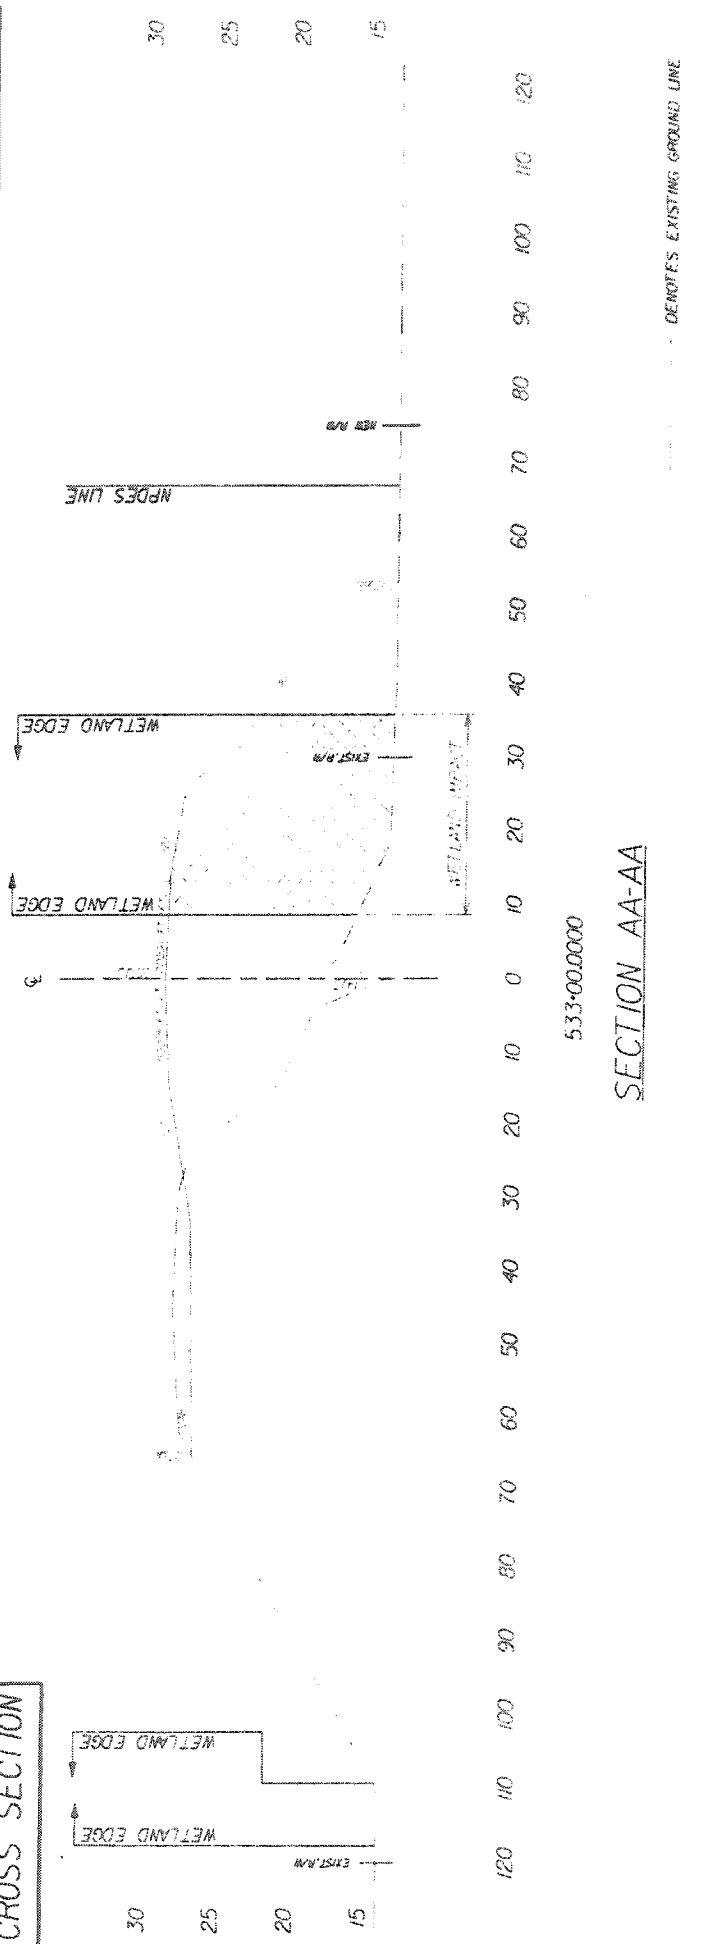 CROSS SECTION
30
25
20
15
30
25
20
15
EXIST. R/W
WETLAND EDGE
WETLAND EDGE
℄
WETLAND EDGE
WETLAND EDGE
EXIST. R/W
WETLAND IMPACT
NPDES LINE
NEW R/W
120
110
100
90
80
70
60
50
40
30
20
10
0
10
20
30
40
50
60
70
80
90
100
110
120
533+00.0000
SECTION AA-AA
DENOTES EXISTING GROUND LINE